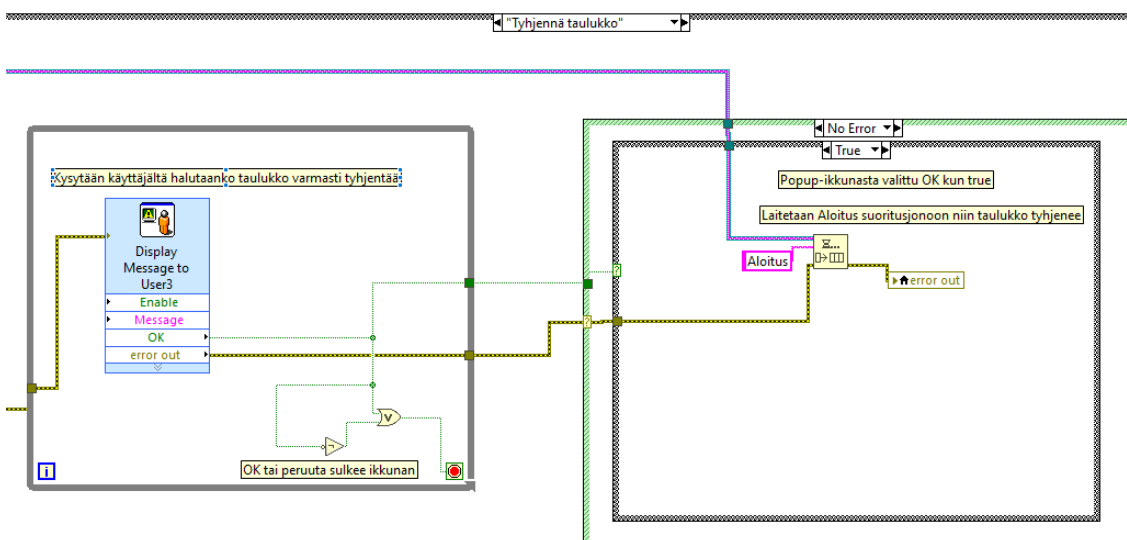 "Tyhjennä taulukko"
No Error
True
Kysytään käyttäjältä halutaanko taulukko varmasti tyhjentää
Popup-ikkunasta valittu OK kun true
Laitetaan Aloitus suoritusjonoon niin taulukko tyhjenee
Display
Message to
User3
Enable
Message
OK
error out
Aloitus
error out
OK tai peruuta sulkee ikkunan
i